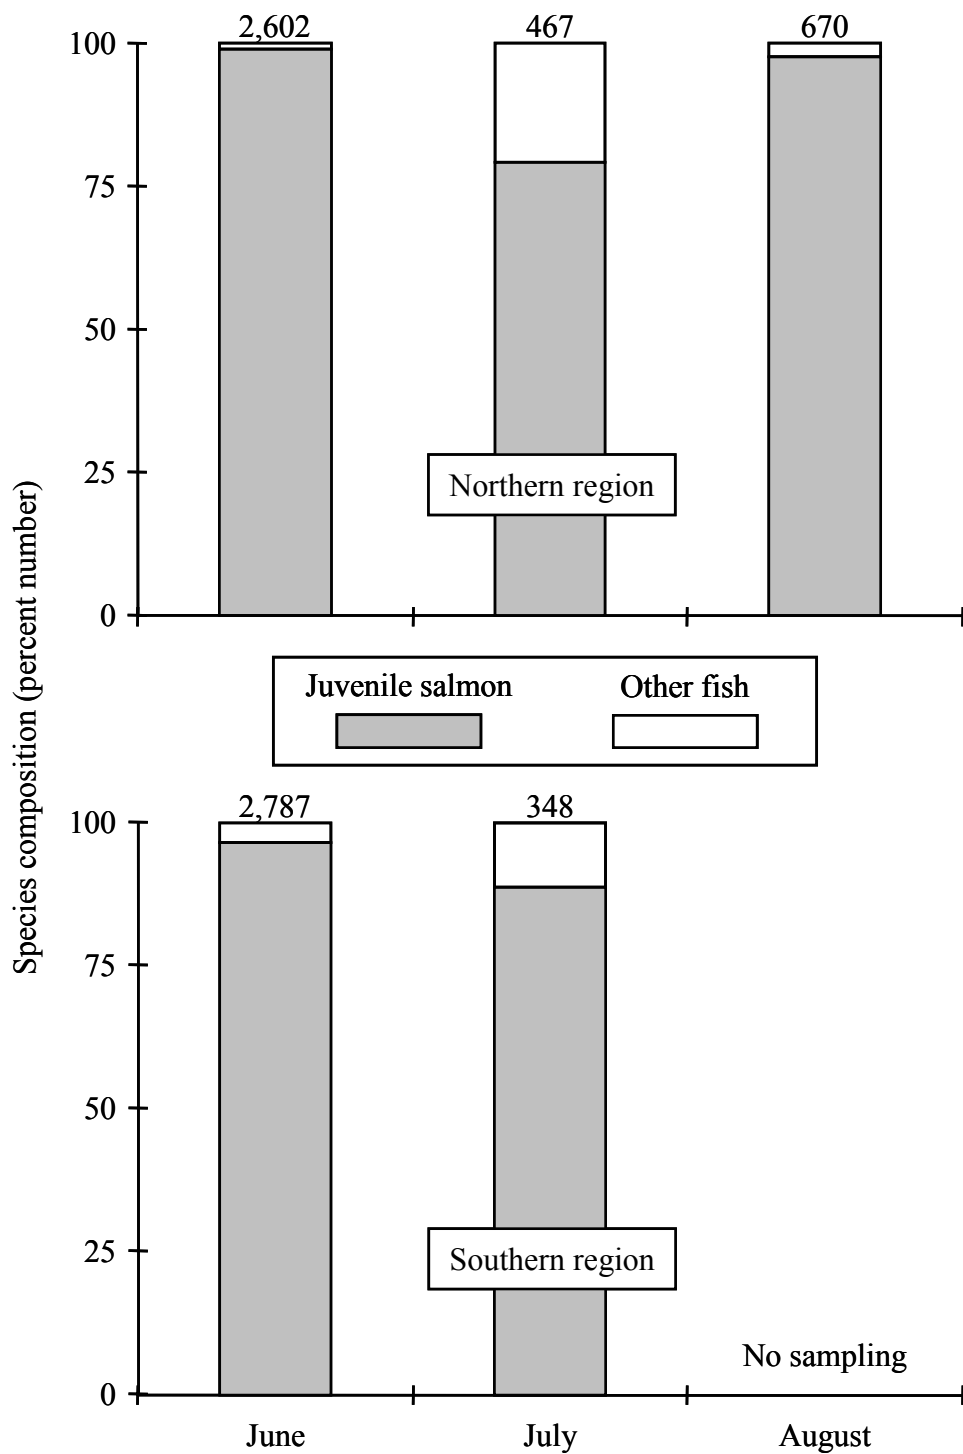 2,602 467 670
100
75
50
25
0
Northern region
Species composition (percent number)
Juvenile salmon Other fish
2,787 348
100
75
50
25
0
Southern region
No sampling
June July August